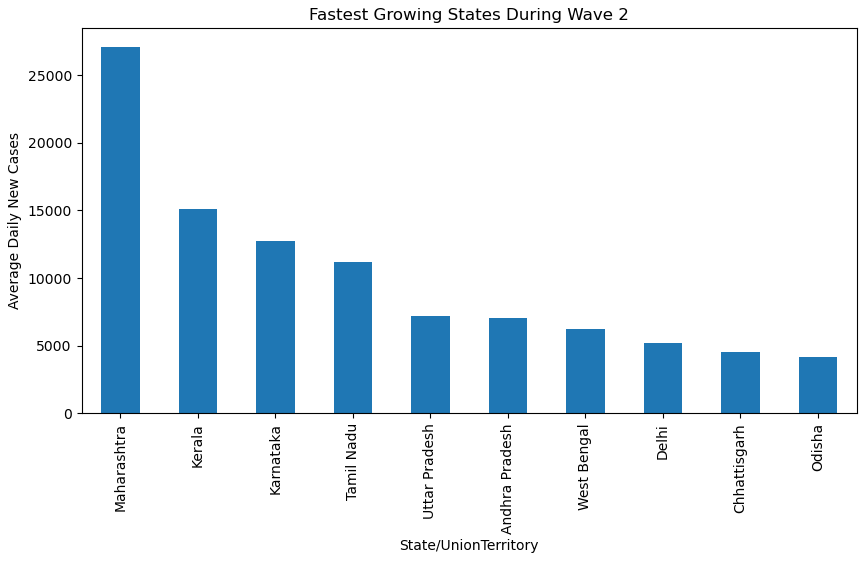 Fastest Growing States During Wave 2
Average Daily New Cases
25000
20000
15000
10000
5000
0
Maharashtra
Kerala
Karnataka
Tamil Nadu
Uttar Pradesh
Andhra Pradesh
West Bengal
Delhi
Chhattisgarh
Odisha
State/UnionTerritory